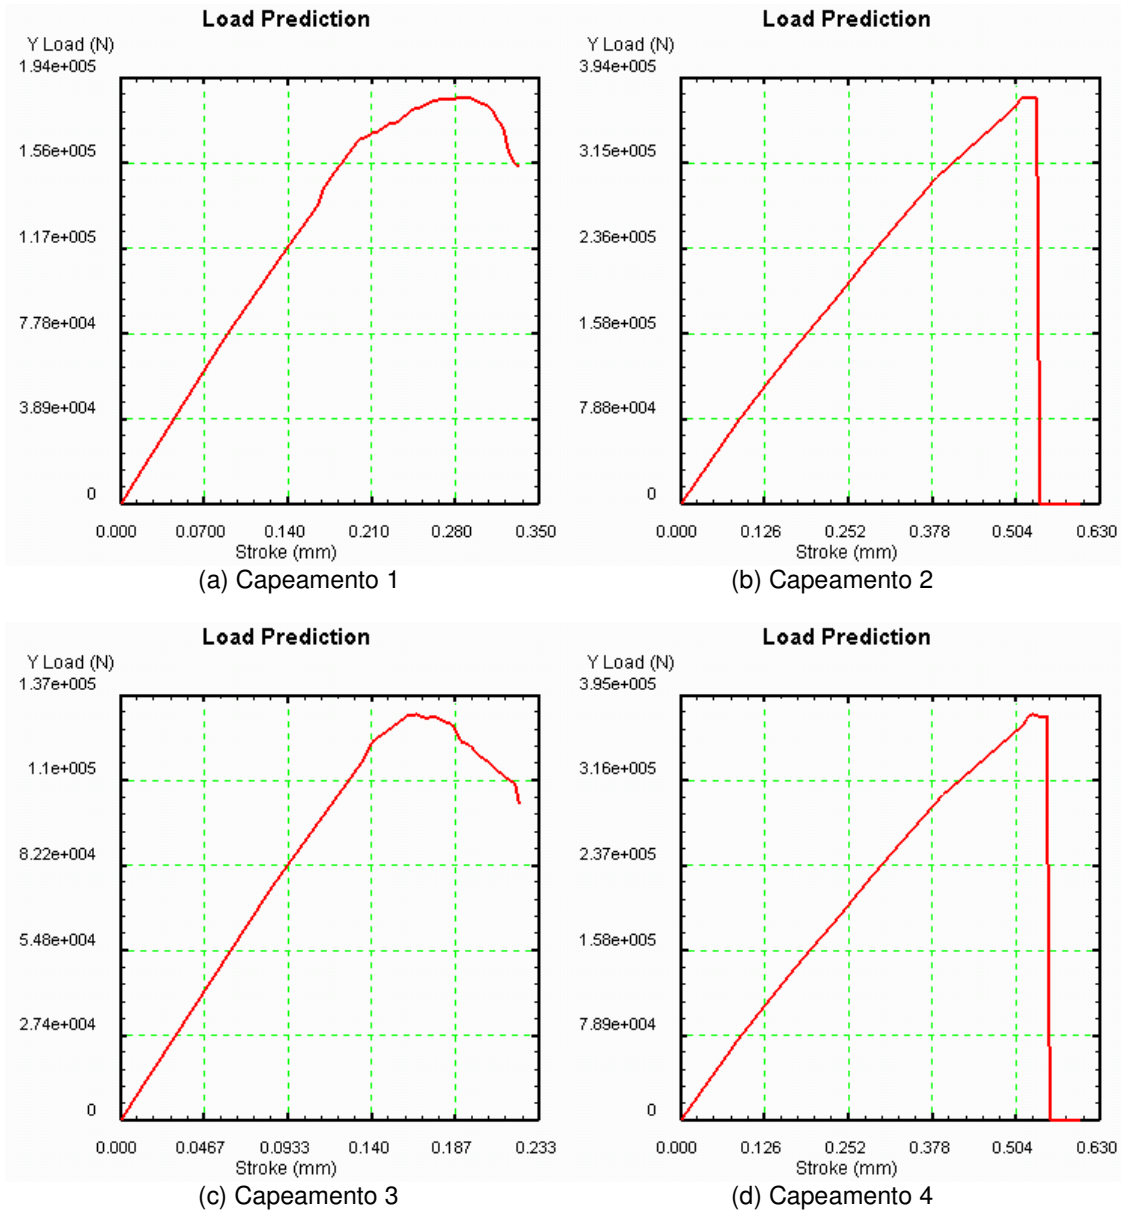 Load Prediction
Y Load (N)
1.94e+005
1.56e+005
1.17e+005
7.78e+004
3.89e+004
0
0.000 0.0700 0.140 0.210 0.280 0.350
Stroke (mm)
(a) Capeamento 1
Load Prediction
Y Load (N)
3.94e+005
3.15e+005
2.36e+005
1.58e+005
7.88e+004
0
0.000 0.126 0.252 0.378 0.504 0.630
Stroke (mm)
(b) Capeamento 2
Load Prediction
Y Load (N)
1.37e+005
1.1e+005
8.22e+004
5.48e+004
2.74e+004
0
0.000 0.0467 0.0933 0.140 0.187 0.233
Stroke (mm)
(c) Capeamento 3
Load Prediction
Y Load (N)
3.95e+005
3.16e+005
2.37e+005
1.58e+005
7.89e+004
0
0.000 0.126 0.252 0.378 0.504 0.630
Stroke (mm)
(d) Capeamento 4